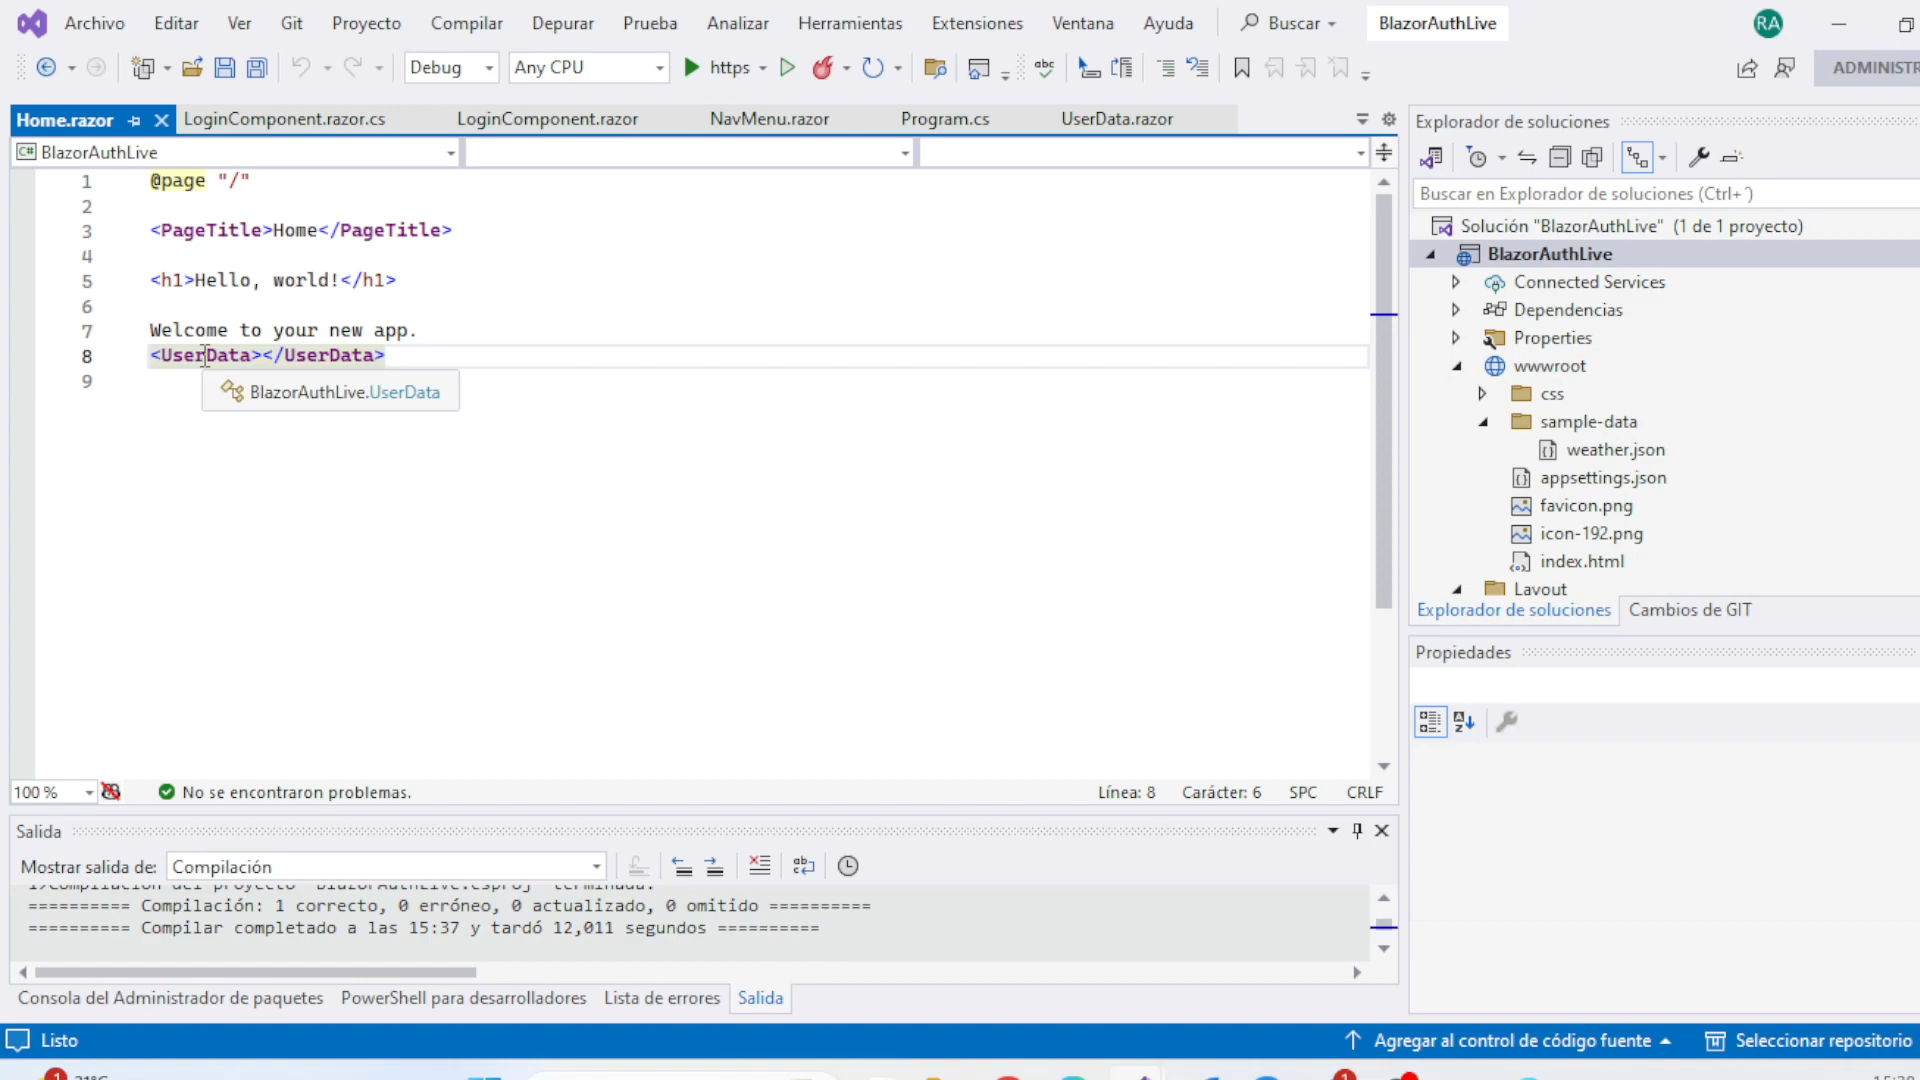 Archivo Editar Ver Git Proyecto Compilar Depurar Prueba Analizar Herramientas Extensiones Ventana Ayuda Buscar BlazorAuthLive RA
Debug Any CPU https ADMINISTR
Home.razor LoginComponent.razor.cs LoginComponent.razor NavMenu.razor Program.cs UserData.razor
BlazorAuthLive
1 @page "/"
2
3 <PageTitle>Home</PageTitle>
4
5 <h1>Hello, world!</h1>
6
7 Welcome to your new app.
8 <UserData></UserData>
9
BlazorAuthLive.UserData
100 % No se encontraron problemas. Línea: 8 Carácter: 6 SPC CRLF
Salida
Mostrar salida de: Compilación
1>Compilación del proyecto "BlazorAuthLive.csproj" terminada.
========== Compilación: 1 correcto, 0 erróneo, 0 actualizado, 0 omitido ==========
========== Compilar completado a las 15:37 y tardó 12,011 segundos ==========
Consola del Administrador de paquetes PowerShell para desarrolladores Lista de errores Salida
Explorador de soluciones
Buscar en Explorador de soluciones (Ctrl+´)
Solución "BlazorAuthLive" (1 de 1 proyecto)
BlazorAuthLive
Connected Services
Dependencias
Properties
wwwroot
css
sample-data
weather.json
appsettings.json
favicon.png
icon-192.png
index.html
Layout
Explorador de soluciones Cambios de GIT
Propiedades
Listo Agregar al control de código fuente Seleccionar repositorio